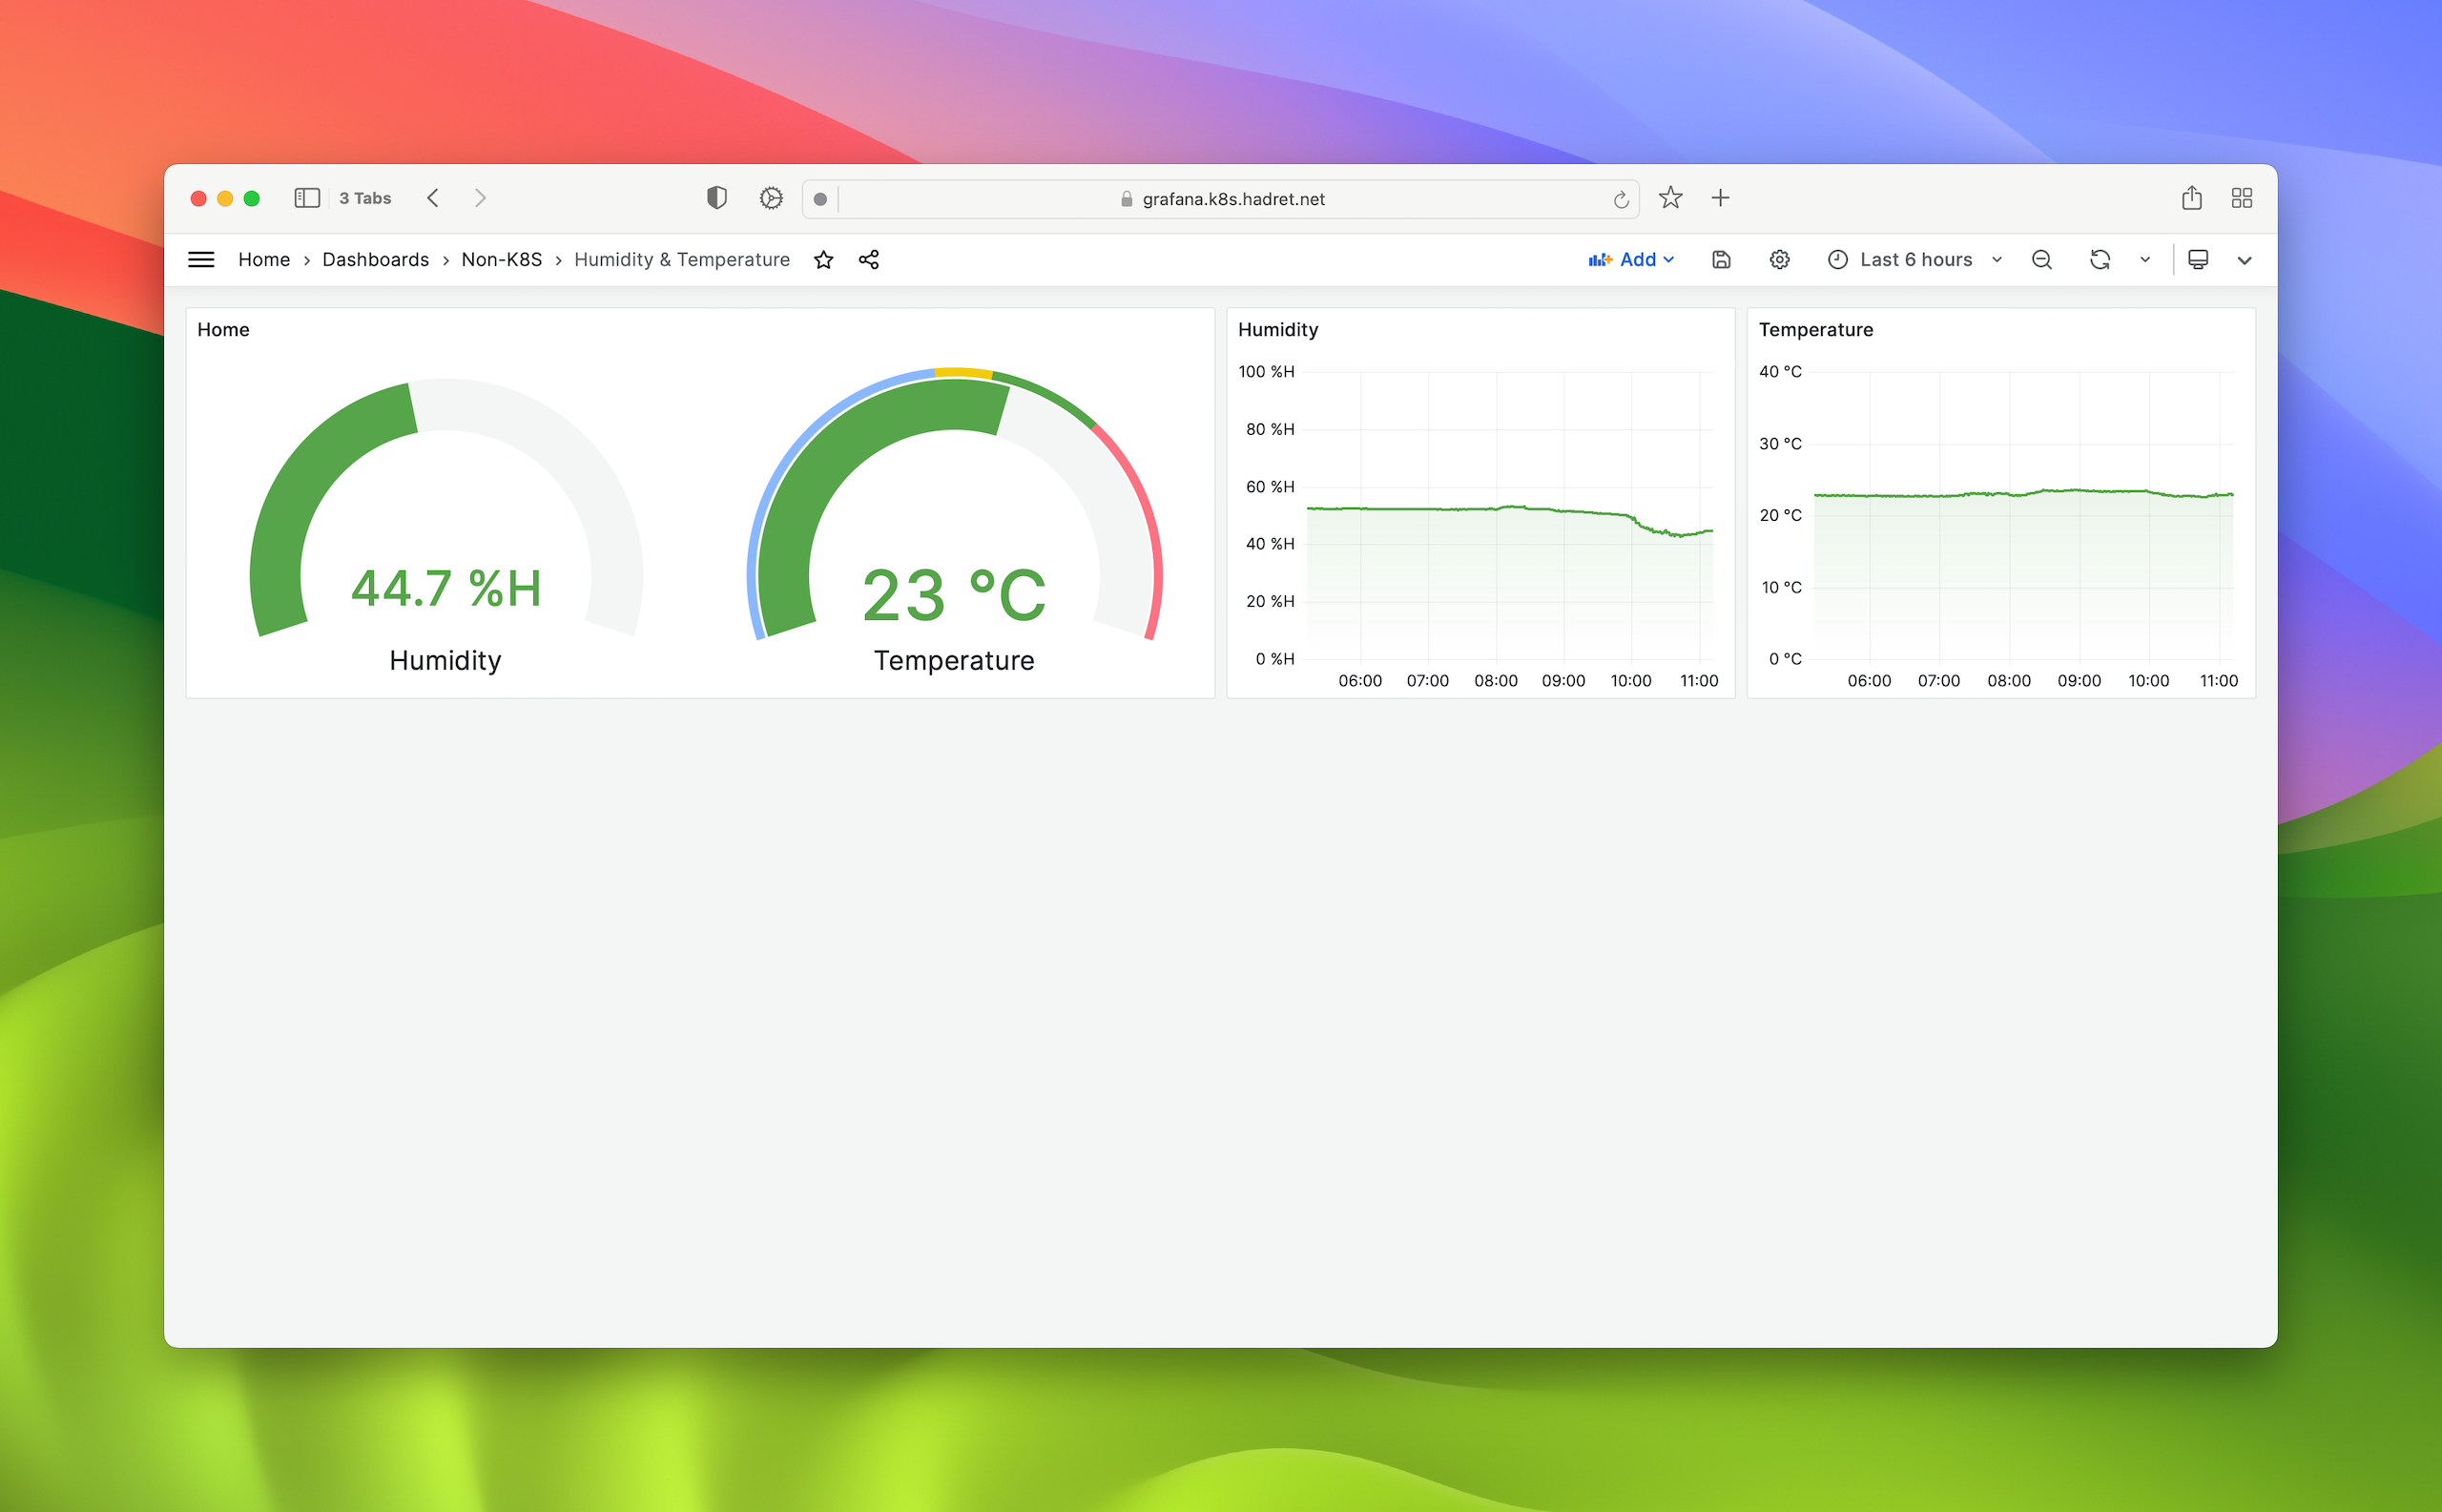 3 Tabs
grafana.k8s.hadret.net
Home › Dashboards › Non-K8S › Humidity & Temperature
Add
Last 6 hours
Home
44.7 %H
Humidity
23 °C
Temperature
Humidity
100 %H
80 %H
60 %H
40 %H
20 %H
0 %H
06:00 07:00 08:00 09:00 10:00 11:00
Temperature
40 °C
30 °C
20 °C
10 °C
0 °C
06:00 07:00 08:00 09:00 10:00 11:00